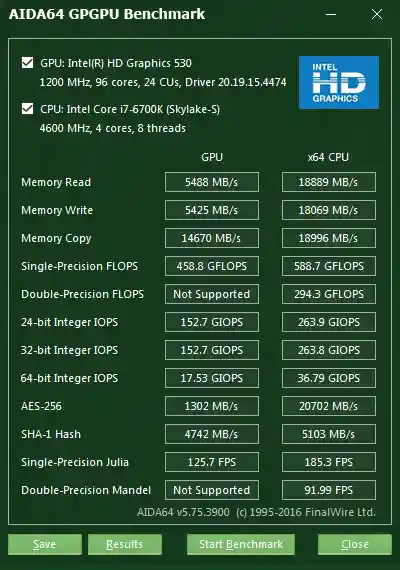 AIDA64 GPGPU Benchmark
GPU: Intel(R) HD Graphics 530
1200 MHz, 96 cores, 24 CUs, Driver 20.19.15.4474
CPU: Intel Core i7-6700K (Skylake-S)
4600 MHz, 4 cores, 8 threads
INTEL
HD
GRAPHICS
GPU x64 CPU
Memory Read 5488 MB/s 18889 MB/s
Memory Write 5425 MB/s 18069 MB/s
Memory Copy 14670 MB/s 18996 MB/s
Single-Precision FLOPS 458.8 GFLOPS 588.7 GFLOPS
Double-Precision FLOPS Not Supported 294.3 GFLOPS
24-bit Integer IOPS 152.7 GIOPS 263.9 GIOPS
32-bit Integer IOPS 152.7 GIOPS 263.8 GIOPS
64-bit Integer IOPS 17.53 GIOPS 36.79 GIOPS
AES-256 1302 MB/s 20702 MB/s
SHA-1 Hash 4742 MB/s 5103 MB/s
Single-Precision Julia 125.7 FPS 185.3 FPS
Double-Precision Mandel Not Supported 91.99 FPS
AIDA64 v5.75.3900 (c) 1995-2016 FinalWire Ltd.
Save Results Start Benchmark Close